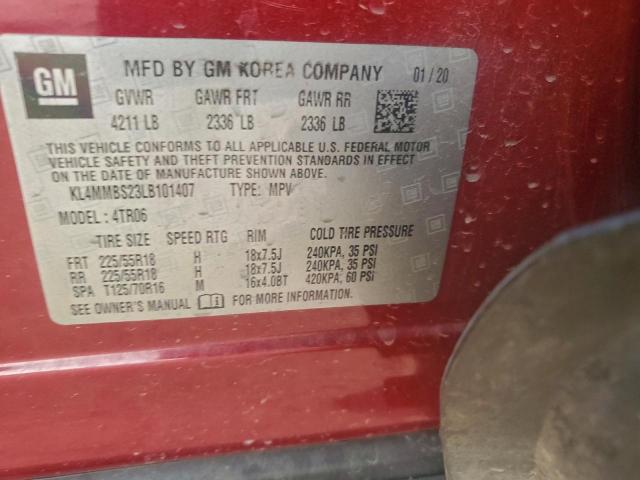 GM MFD BY GM KOREA COMPANY 01/20
GVWR GAWR FRT GAWR RR
4211 LB 2336 LB 2336 LB
THIS VEHICLE CONFORMS TO ALL APPLICABLE U.S. FEDERAL MOTOR
VEHICLE SAFETY AND THEFT PREVENTION STANDARDS IN EFFECT
ON THE DATE OF MANUFACTURE SHOWN ABOVE.
KL4MMBS23LB101407 TYPE: MPV
MODEL: 4TR06
TIRE SIZE SPEED RTG RIM COLD TIRE PRESSURE
FRT 225/55R18 H 18x7.5J 240KPA, 35 PSI
RR 225/55R18 H 18x7.5J 240KPA, 35 PSI
SPA T125/70R16 M 16x4.08T 420KPA, 60 PSI
SEE OWNER'S MANUAL FOR MORE INFORMATION.